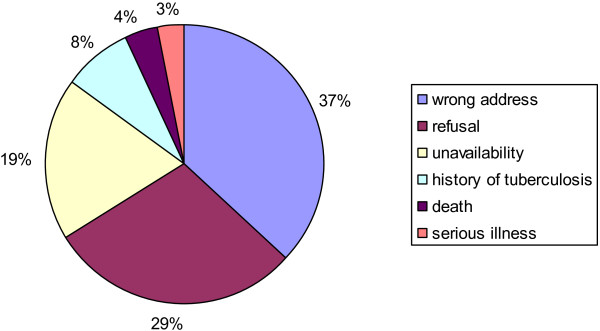 3%
4%
8%
37%
19%
29%
wrong address
refusal
unavailability
history of tuberculosis
death
serious illness